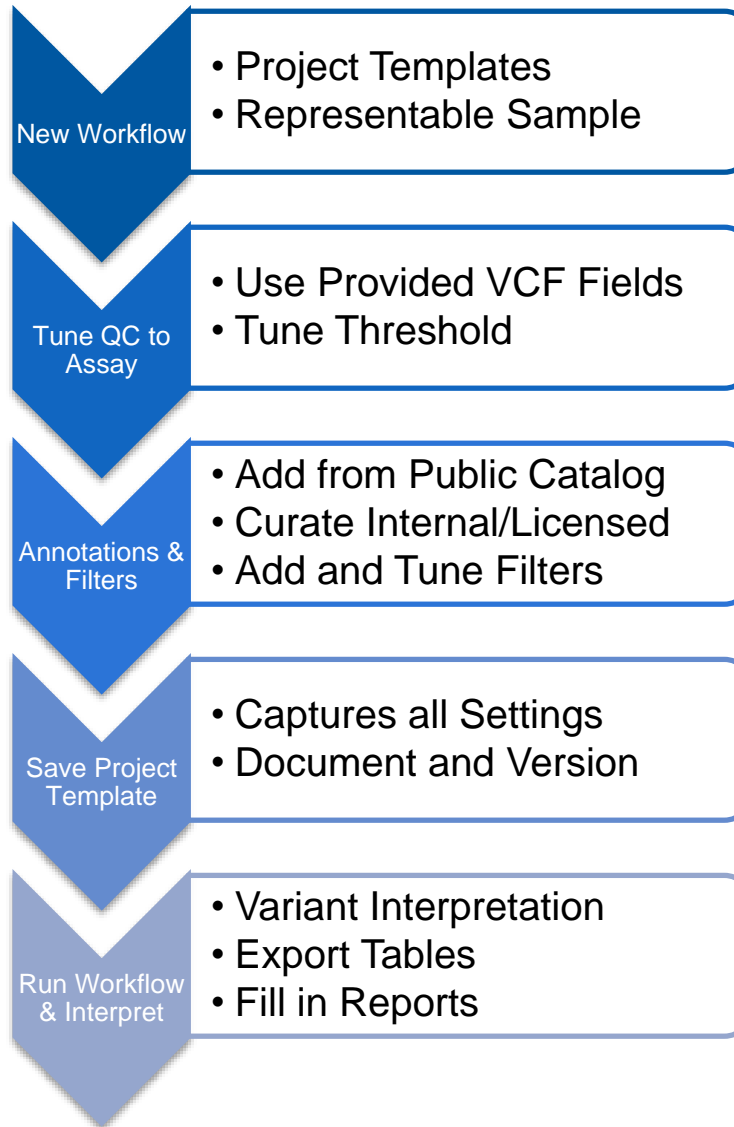 New Workflow
• Project Templates
• Representable Sample
Tune QC to
Assay
• Use Provided VCF Fields
• Tune Threshold
Annotations &
Filters
• Add from Public Catalog
• Curate Internal/Licensed
• Add and Tune Filters
Save Project
Template
• Captures all Settings
• Document and Version
Run Workflow
& Interpret
• Variant Interpretation
• Export Tables
• Fill in Reports